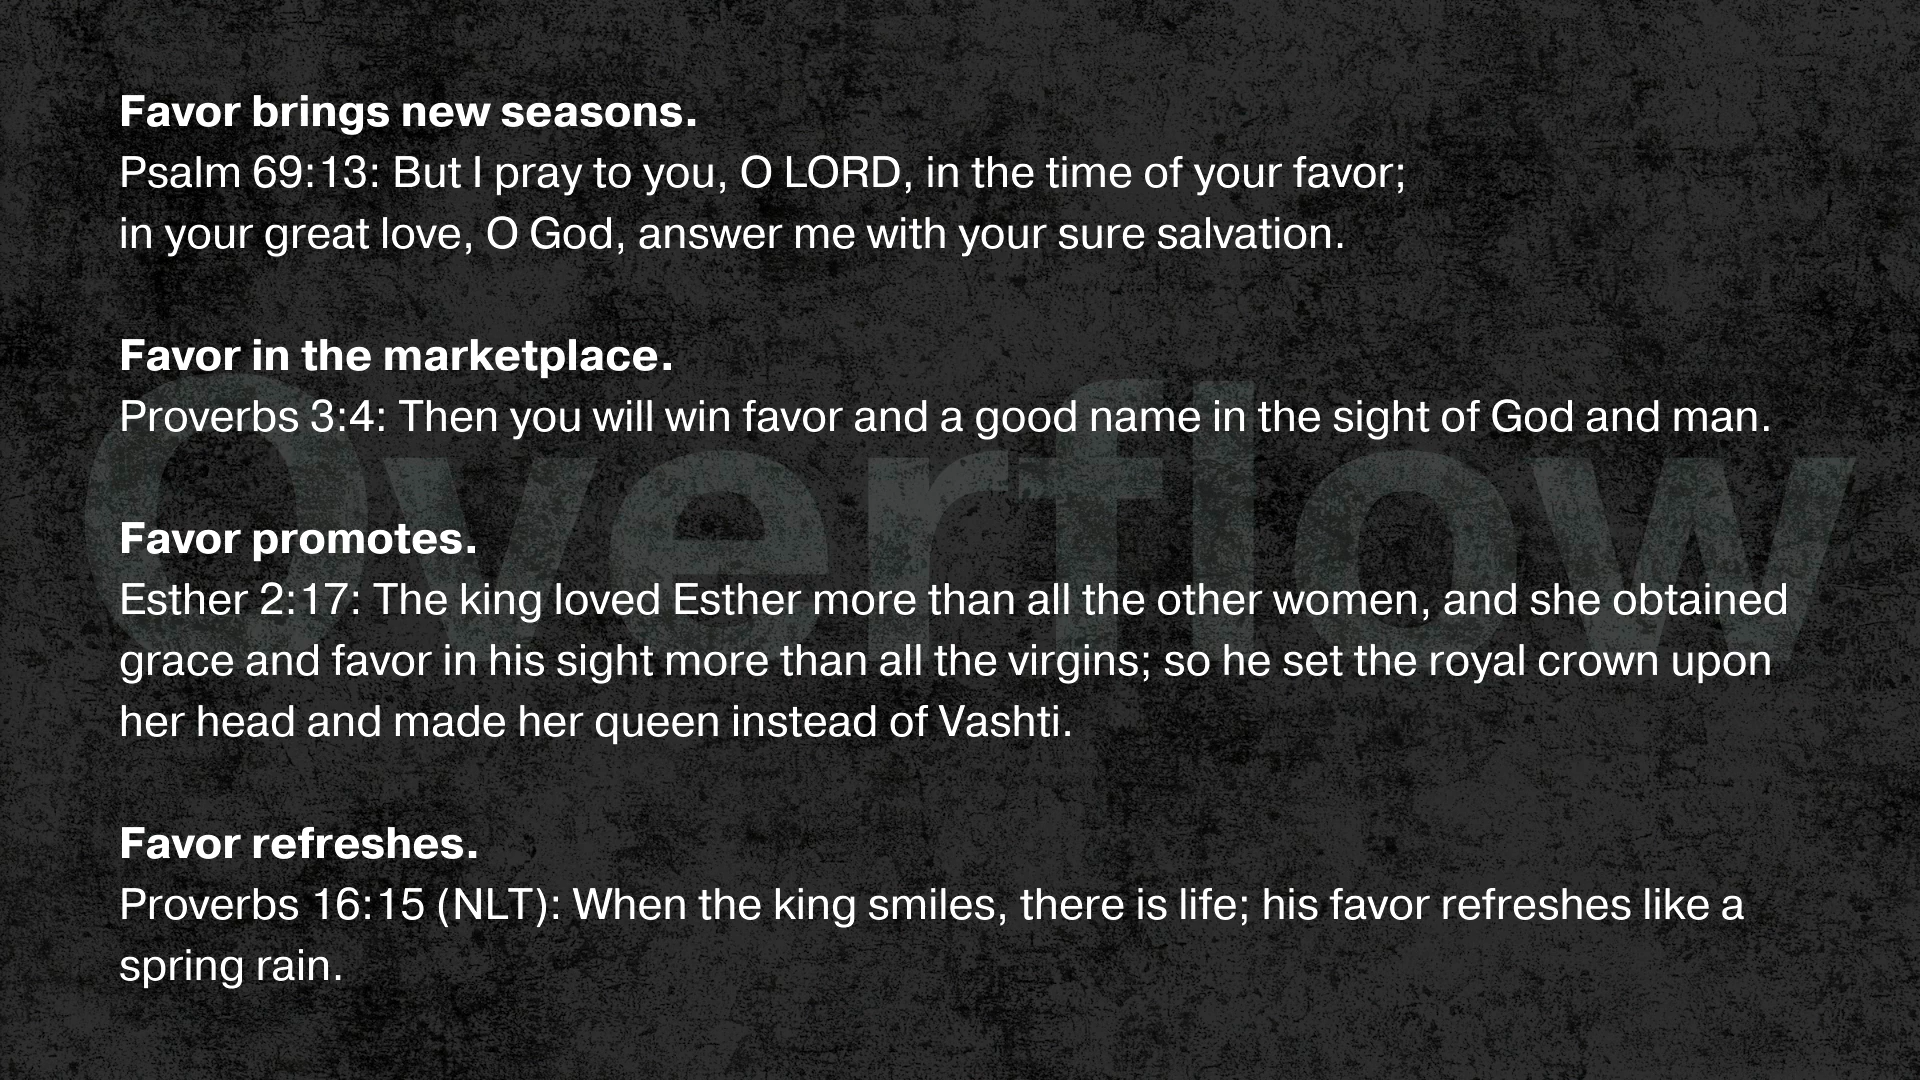 Favor brings new seasons.
Psalm 69:13: But I pray to you, O LORD, in the time of your favor;
in your great love, O God, answer me with your sure salvation.
Favor in the marketplace.
Proverbs 3:4: Then you will win favor and a good name in the sight of God and man.
Overflow
Favor promotes.
Esther 2:17: The king loved Esther more than all the other women, and she obtained
grace and favor in his sight more than all the virgins; so he set the royal crown upon
her head and made her queen instead of Vashti.
Favor refreshes.
Proverbs 16:15 (NLT): When the king smiles, there is life; his favor refreshes like a
spring rain.